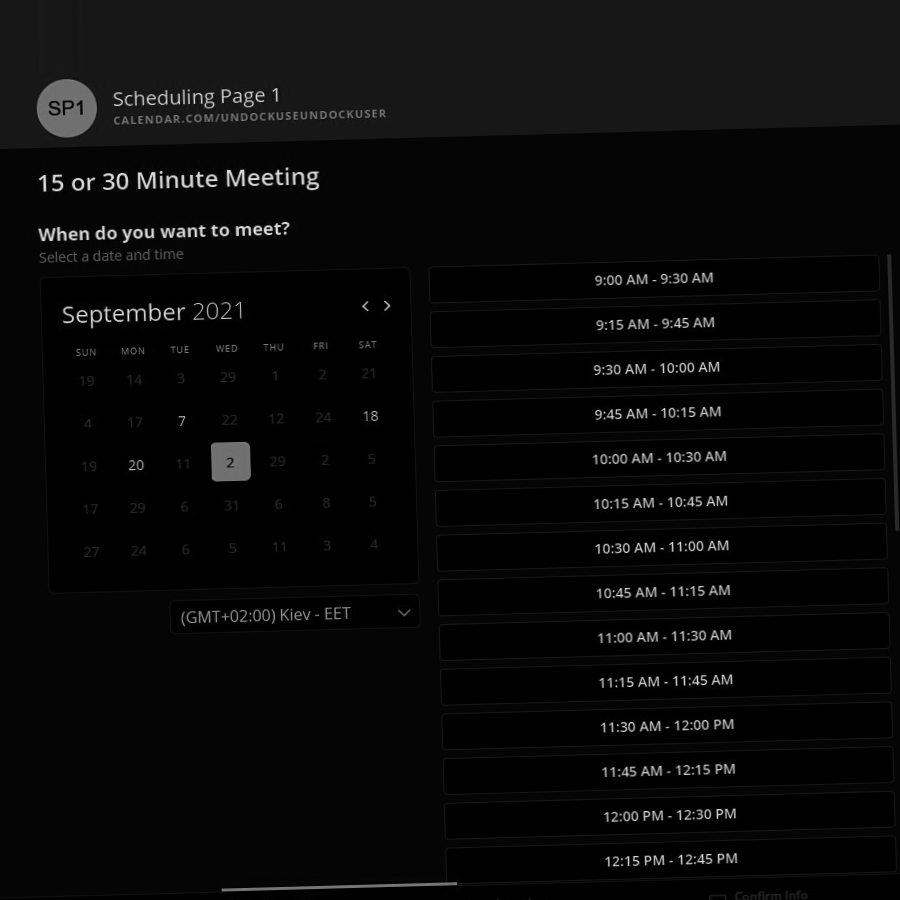 SP1
Scheduling Page 1
CALENDAR.COM/UNDOCKUSEUNDOCKUSER
15 or 30 Minute Meeting
When do you want to meet?
Select a date and time
September 2021
SUN MON TUE WED THU FRI SAT
19 14 3 29 1 2 21
4 17 7 22 12 24 18
19 20 11 2 29 2 5
17 29 6 31 6 8 5
27 24 6 5 11 3 4
(GMT+02:00) Kiev - EET
9:00 AM - 9:30 AM
9:15 AM - 9:45 AM
9:30 AM - 10:00 AM
9:45 AM - 10:15 AM
10:00 AM - 10:30 AM
10:15 AM - 10:45 AM
10:30 AM - 11:00 AM
10:45 AM - 11:15 AM
11:00 AM - 11:30 AM
11:15 AM - 11:45 AM
11:30 AM - 12:00 PM
11:45 AM - 12:15 PM
12:00 PM - 12:30 PM
12:15 PM - 12:45 PM
Confirm Info